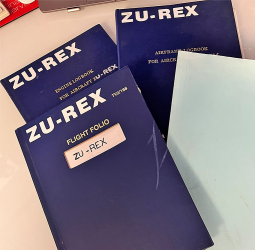 ZU-REX
ENGINE LOGBOOK
FOR AIRCRAFT ZU-REX
ZU-REX
AIRFRAME LOGBOOK
FOR AIRCRAFT
ZU-REX
FLIGHT FOLIO
ZU-REX